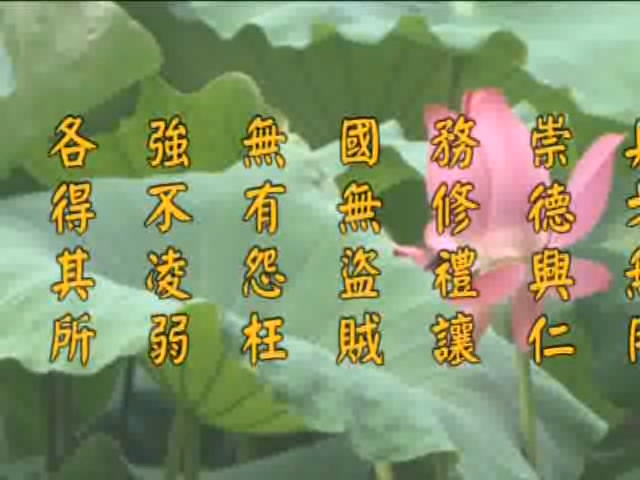 崇德興仁
務修禮讓
國無盜賊
無有怨枉
強不凌弱
各得其所